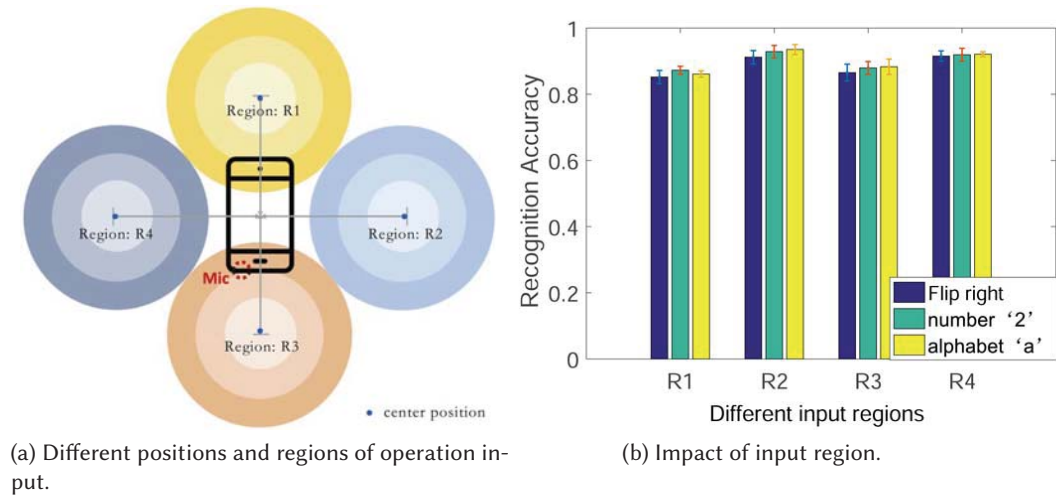 Region: R1
Region: R4
Region: R2
Mic
Region: R3
center position
(a) Different positions and regions of operation in-
put.
Recognition Accuracy
1
0.8
0.6
0.4
0.2
0
Flip right
number ‘2’
alphabet ‘a’
R1 R2 R3 R4
Different input regions
(b) Impact of input region.